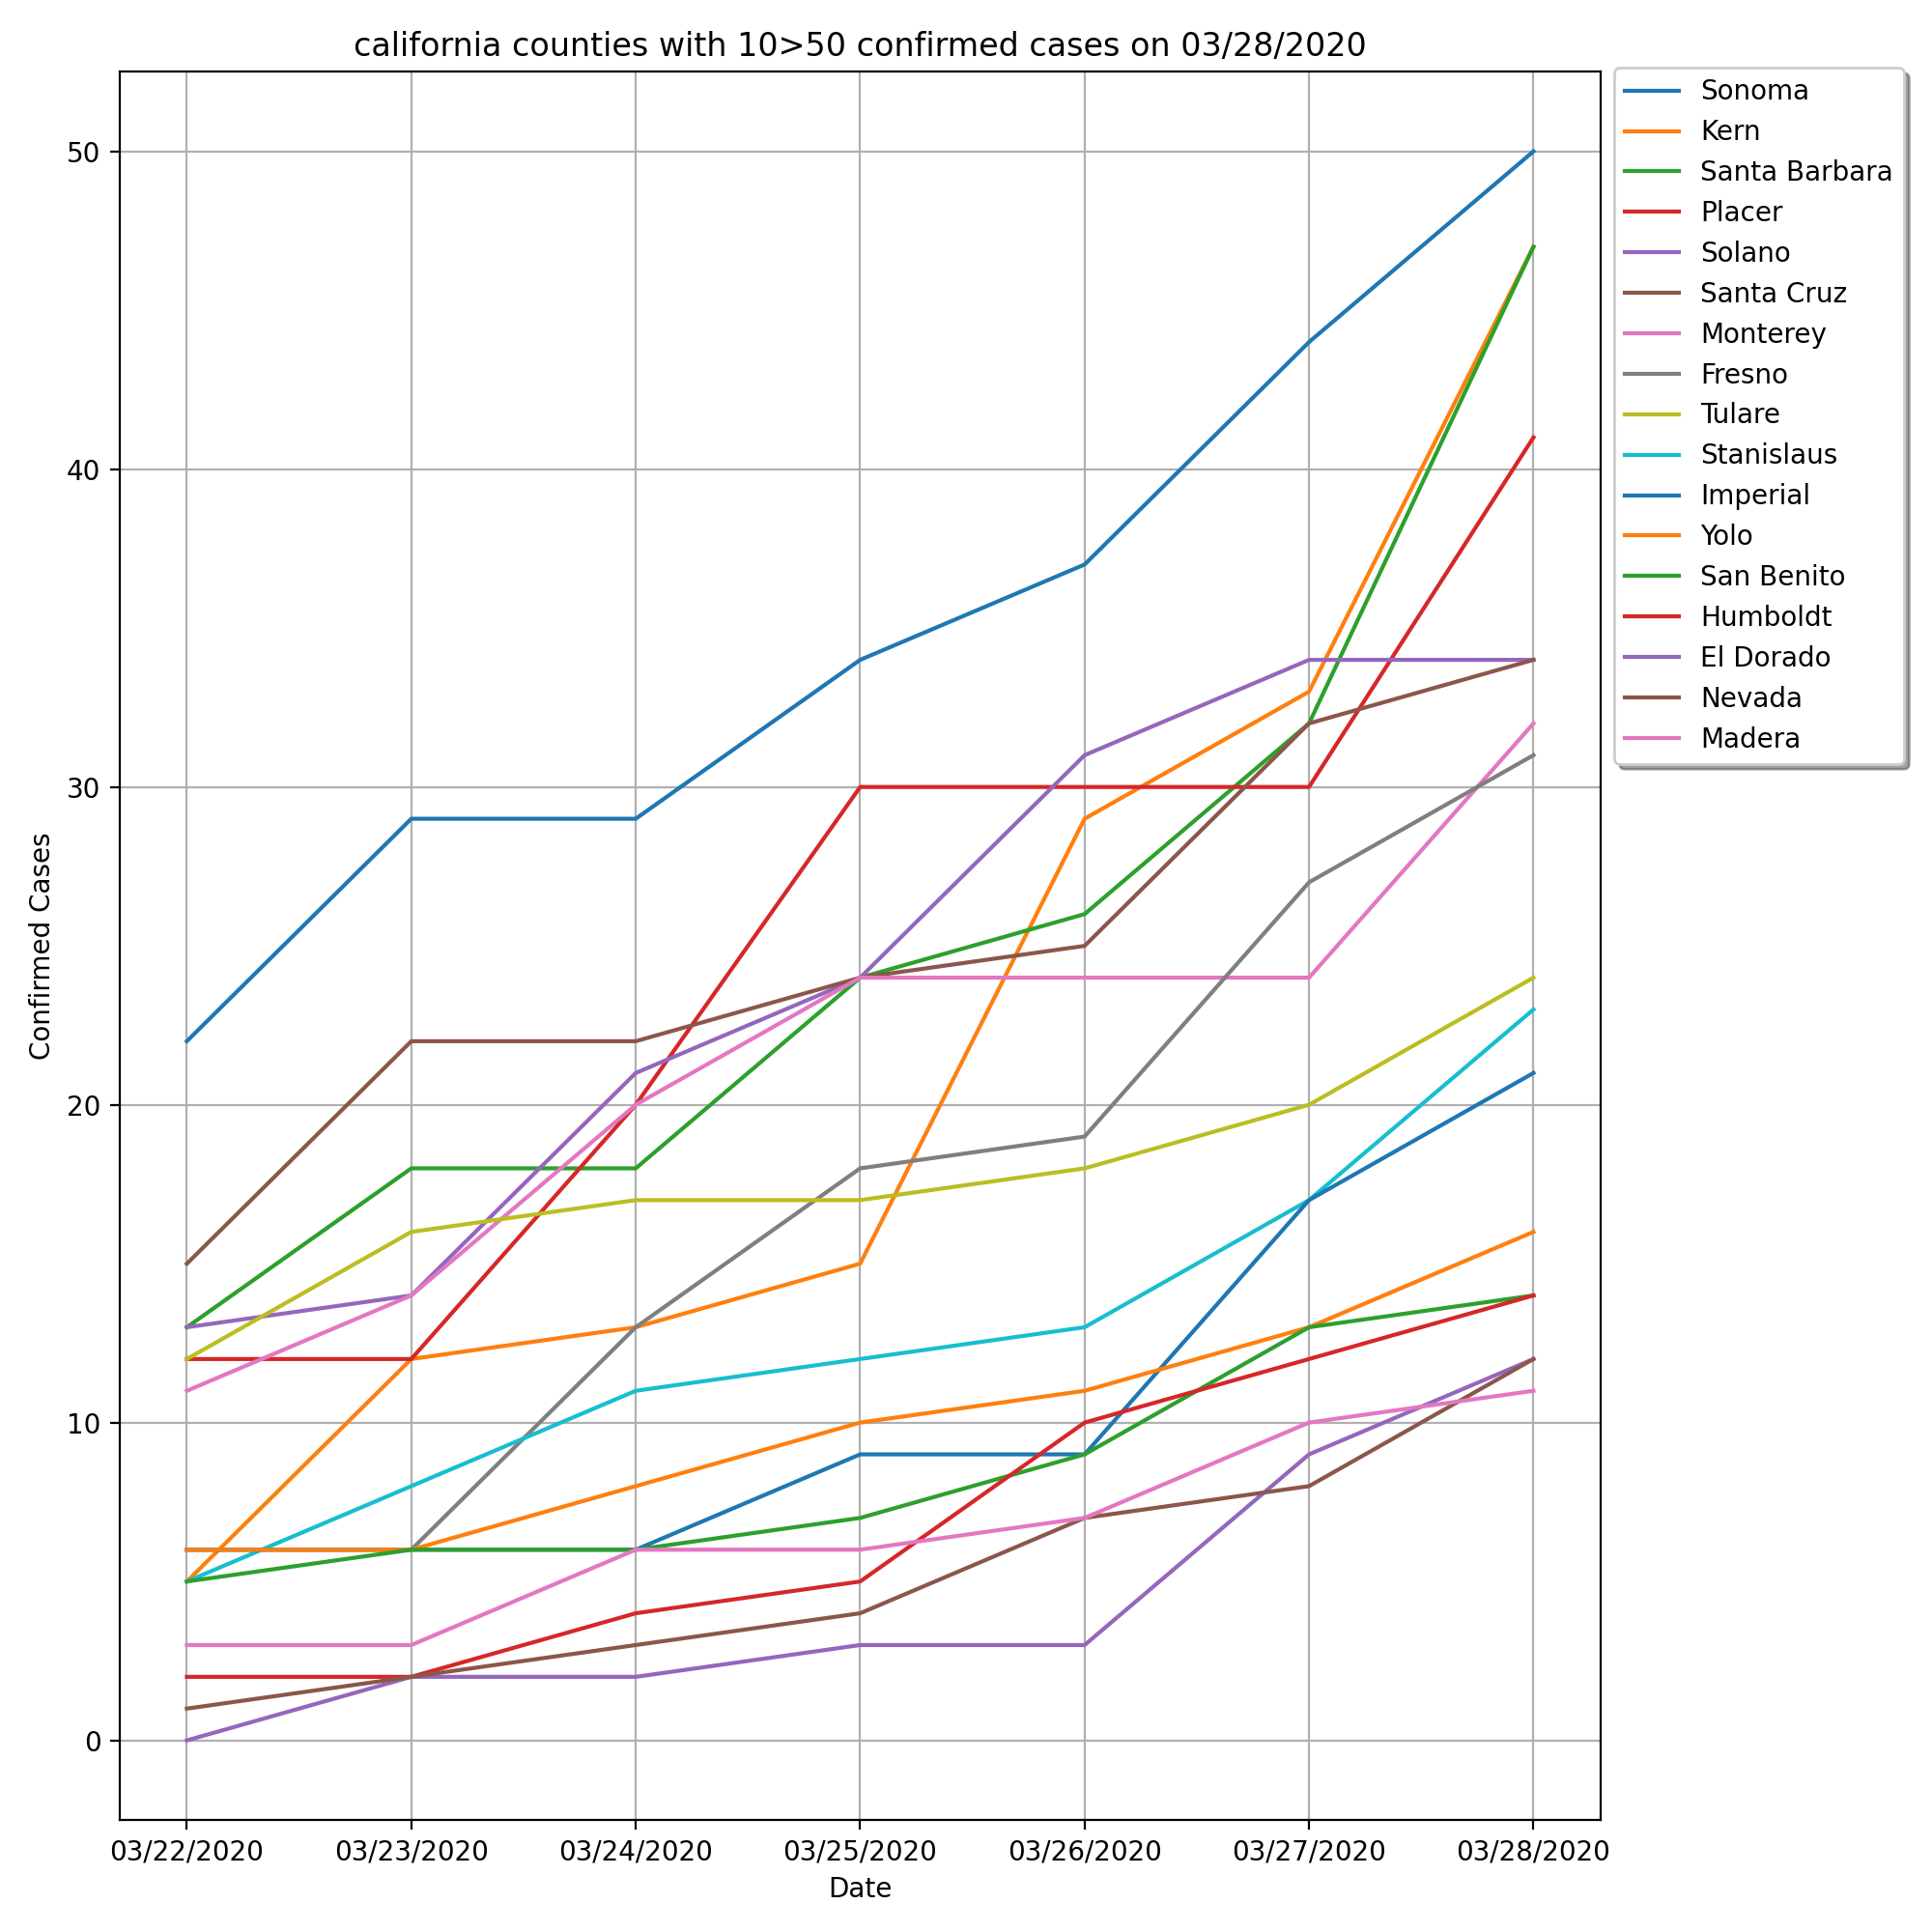 california counties with 10>50 confirmed cases on 03/28/2020
Sonoma
Kern
Santa Barbara
Placer
Solano
Santa Cruz
Monterey
Fresno
Tulare
Stanislaus
Imperial
Yolo
San Benito
Humboldt
El Dorado
Nevada
Madera
50
40
30
20
10
0
Confirmed Cases
03/22/2020 03/23/2020 03/24/2020 03/25/2020 03/26/2020 03/27/2020 03/28/2020
Date